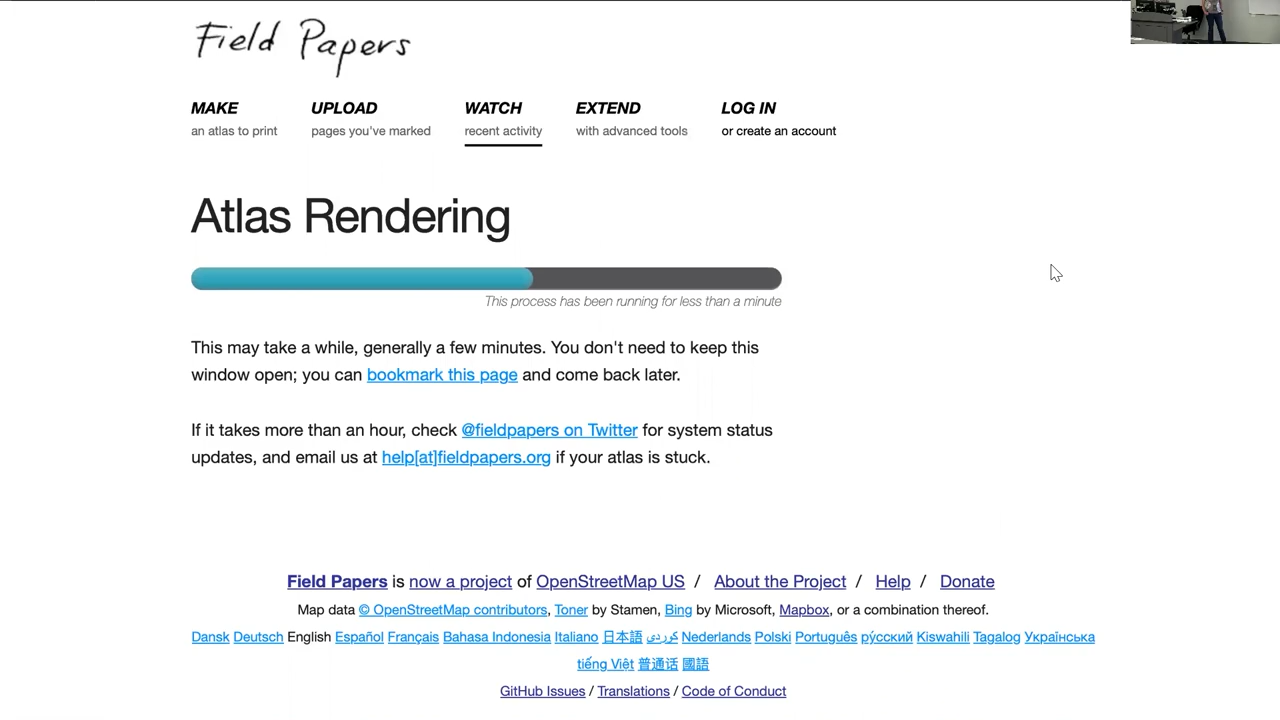 Field Papers
MAKE UPLOAD WATCH EXTEND LOG IN
an atlas to print pages you've marked recent activity with advanced tools or create an account
Atlas Rendering
This process has been running for less than a minute
This may take a while, generally a few minutes. You don't need to keep this
window open; you can bookmark this page and come back later.
If it takes more than an hour, check @fieldpapers on Twitter for system status
updates, and email us at help[at]fieldpapers.org if your atlas is stuck.
Field Papers is now a project of OpenStreetMap US / About the Project / Help / Donate
Map data © OpenStreetMap contributors, Toner by Stamen, Bing by Microsoft, Mapbox, or a combination thereof.
Dansk Deutsch English Español Français Bahasa Indonesia Italiano 日本語 کوردی Nederlands Polski Português ру́сский Kiswahili Tagalog Українська
tiếng Việt 普通话 國語
GitHub Issues / Translations / Code of Conduct